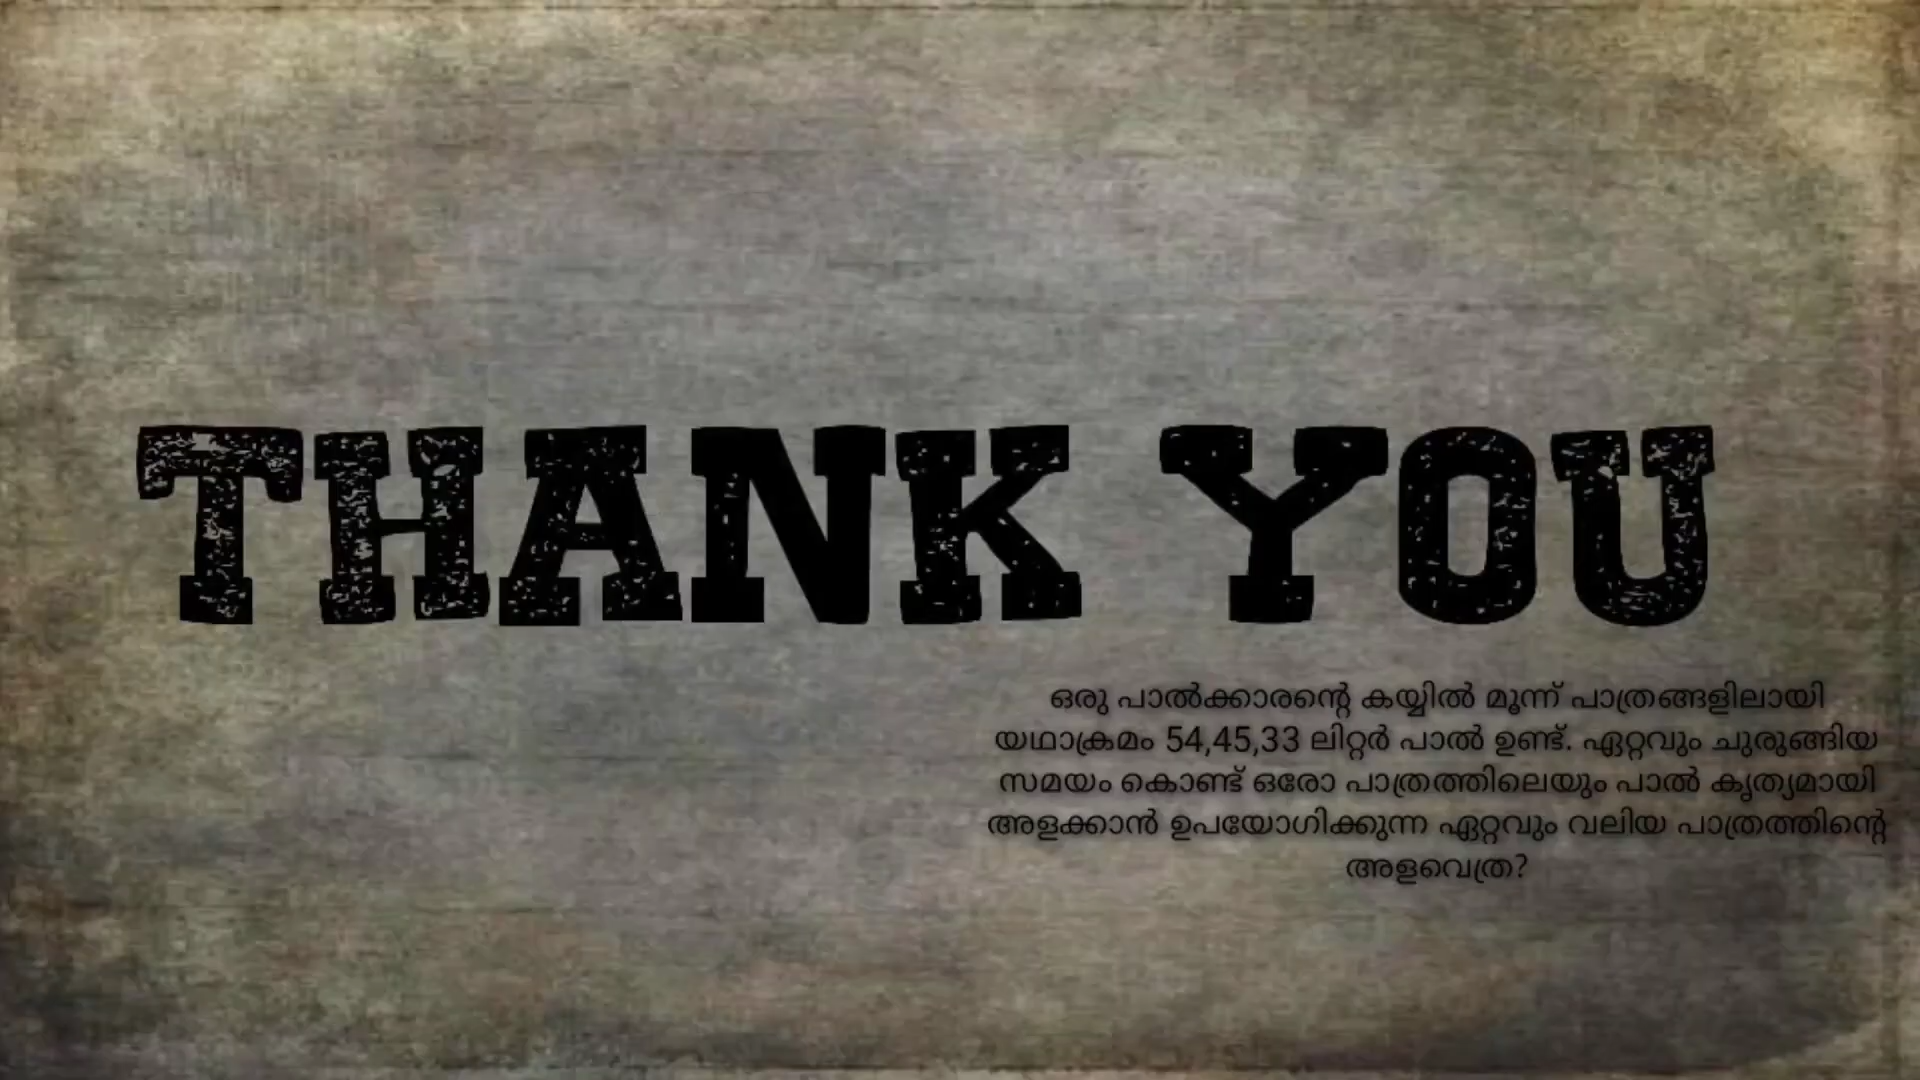 THANK YOU
ഒരു പാൽക്കാരന്റെ കയ്യിൽ മൂന്ന് പാത്രങ്ങളിലായി
യഥാക്രമം 54,45,33 ലിറ്റർ പാൽ ഉണ്ട്. ഏറ്റവും ചുരുങ്ങിയ
സമയം കൊണ്ട് ഒരോ പാത്രത്തിലെയും പാൽ കൃത്യമായി
അളക്കാൻ ഉപയോഗിക്കുന്ന ഏറ്റവും വലിയ പാത്രത്തിന്റെ
അളവെത്ര?